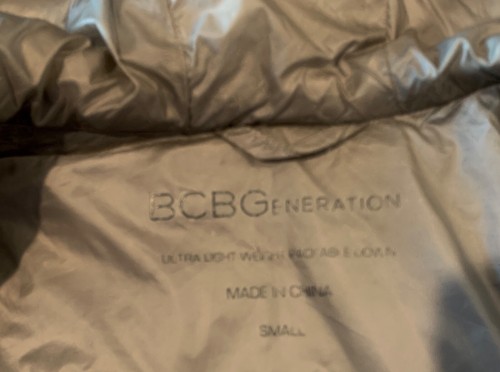 BCBGENERATION
ULTRA LIGHT WEIGHT PACKABLE DOWN
MADE IN CHINA
SMALL